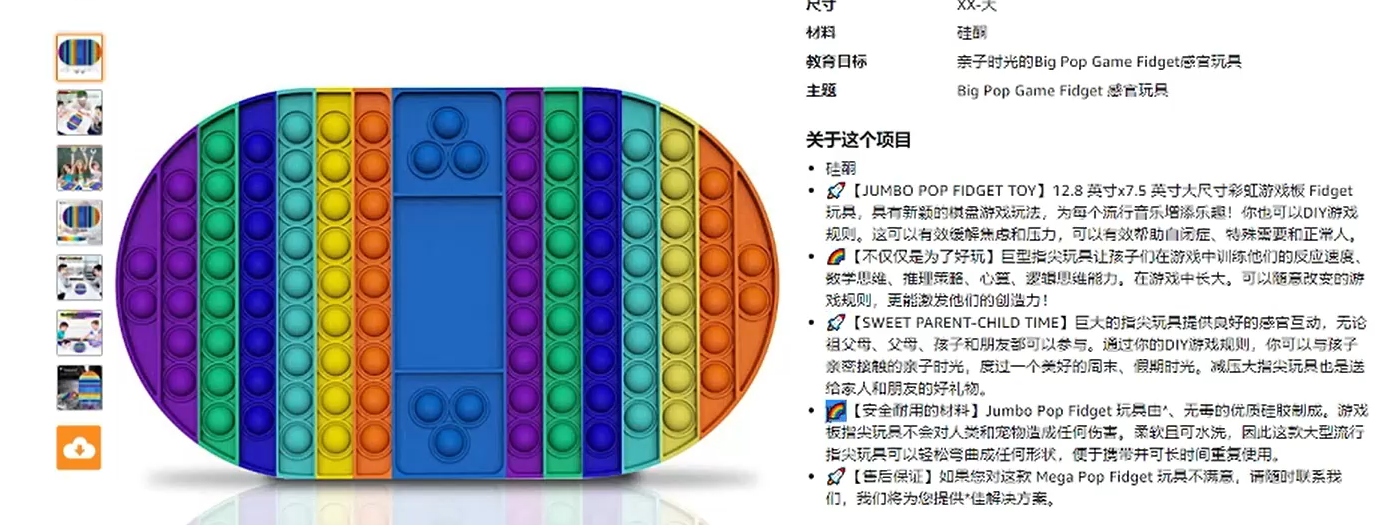 尺寸 XX-大
材料 硅酮
教育目标 亲子时光的Big Pop Game Fidget感官玩具
主题 Big Pop Game Fidget 感官玩具
关于这个项目
• 硅酮
• 🚀【JUMBO POP FIDGET TOY】12.8 英寸x7.5 英寸大尺寸彩虹游戏板 Fidget
玩具，具有新颖的棋盘游戏玩法，为每个流行音乐增添乐趣！你也可以DIY游戏
规则。这可以有效缓解焦虑和压力，可以有效帮助自闭症、特殊需要和正常人。
• 🌈【不仅仅是为了好玩】巨型指尖玩具让孩子们在游戏中训练他们的反应速度、
数学思维、推理策略、心算、逻辑思维能力。在游戏中长大。可以随意改变的游
戏规则，更能激发他们的创造力！
• 🚀【SWEET PARENT-CHILD TIME】巨大的指尖玩具提供良好的感官互动，无论
祖父母、父母、孩子和朋友都可以参与。通过你的DIY游戏规则，你可以与孩子
亲密接触的亲子时光，度过一个美好的周末、假期时光。减压大指尖玩具也是送
给家人和朋友的好礼物。
• 🌈【安全耐用的材料】Jumbo Pop Fidget 玩具由*、无毒的优质硅胶制成。游戏
板指尖玩具不会对人类和宠物造成任何伤害。柔软且可水洗，因此这款大型流行
指尖玩具可以轻松弯曲成任何形状，便于携带并可长时间重复使用。
• 🚀【售后保证】如果您对这款 Mega Pop Fidget 玩具不满意，请随时联系我
们，我们将为您提供*佳解决方案。